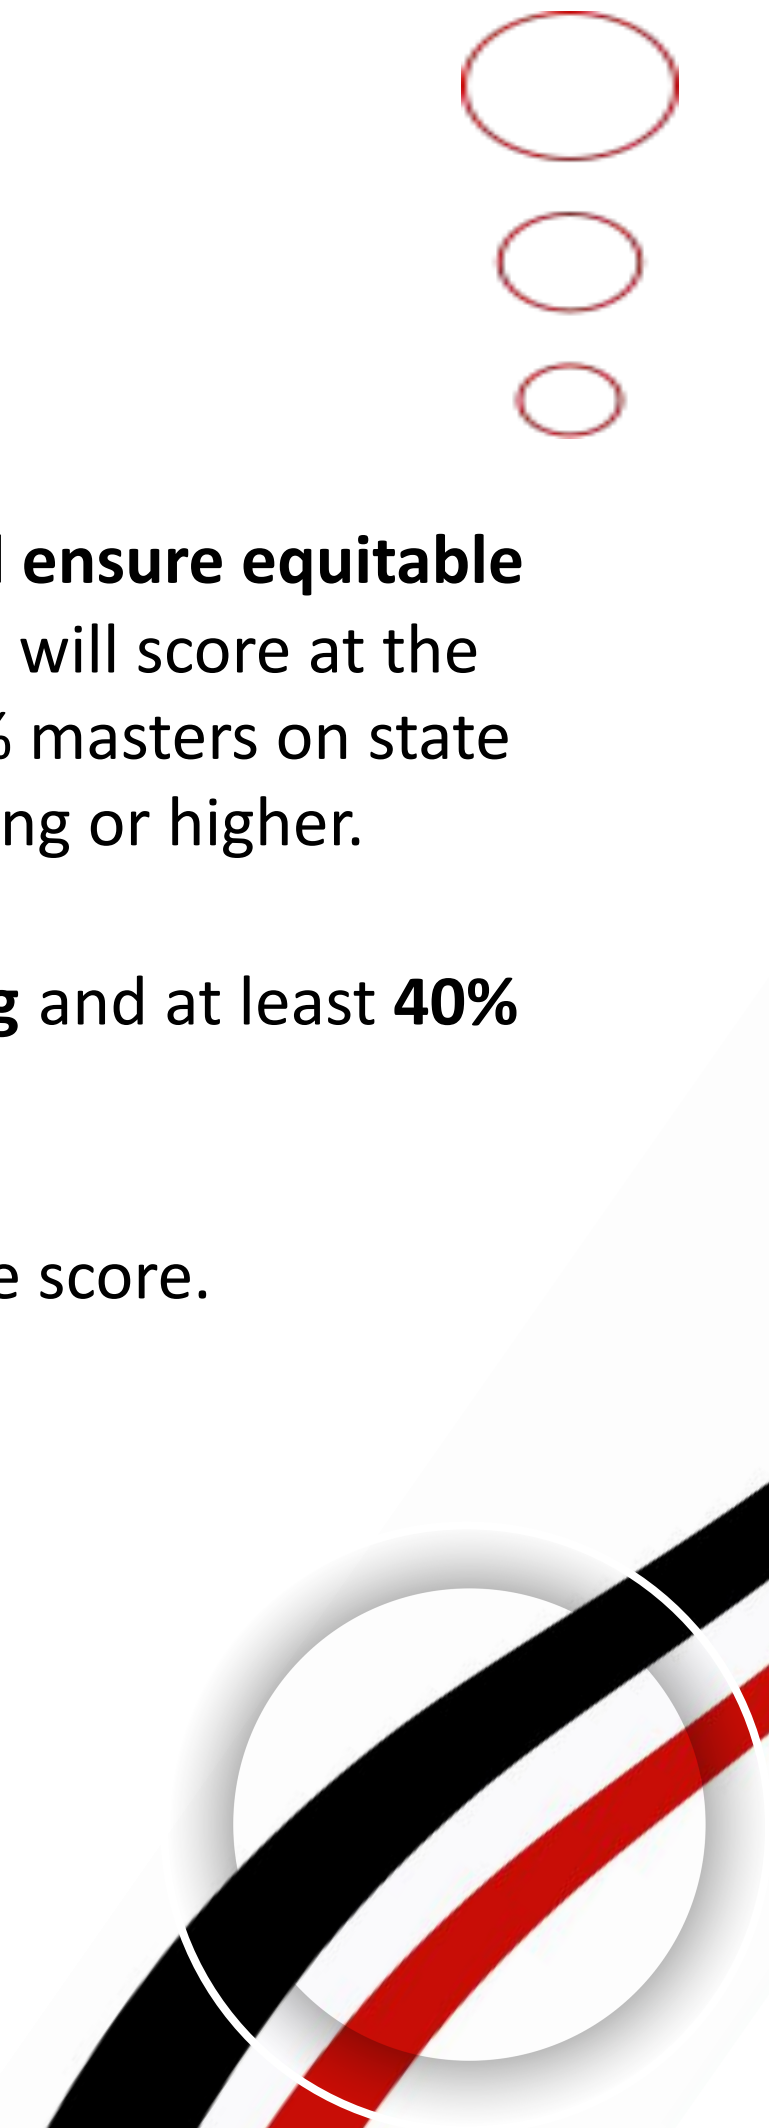 ensure equitable
will score at the
% masters on state
ng or higher.
g and at least 40%
e score.